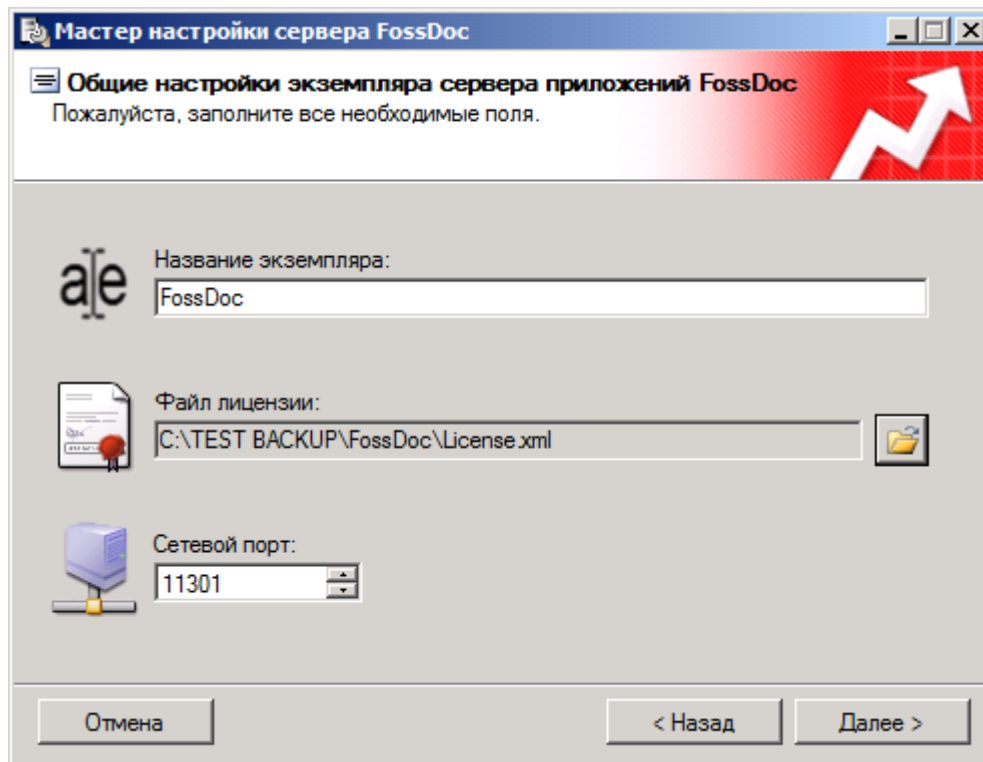 Мастер настройки сервера FossDoc
Общие настройки экземпляра сервера приложений FossDoc
Пожалуйста, заполните все необходимые поля.
Название экземпляра:
a e
FossDoc
Файл лицензии:
C:\TEST BACKUP\FossDoc\License.xml
Сетевой порт:
11301
Отмена
< Назад
Далее >